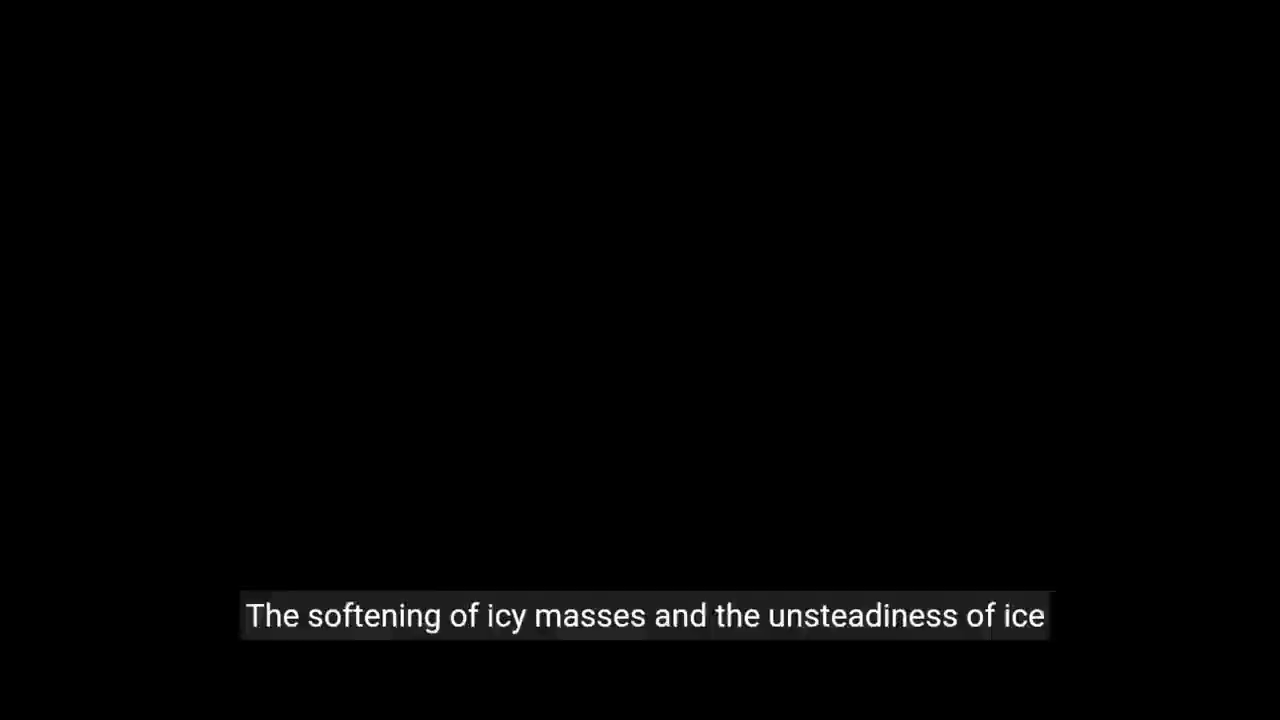 The softening of icy masses and the unsteadiness of ice